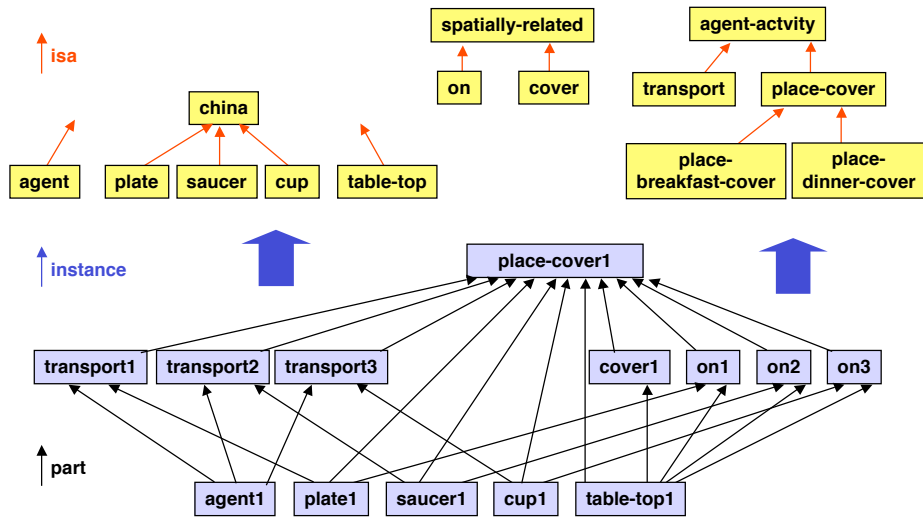 spatially-related
agent-actvity
isa
on
cover
transport
place-cover
china
agent
plate
saucer
cup
table-top
place-
breakfast-cover
place-
dinner-cover
instance
place-cover1
transport1
transport2
transport3
cover1
on1
on2
on3
part
agent1
plate1
saucer1
cup1
table-top1